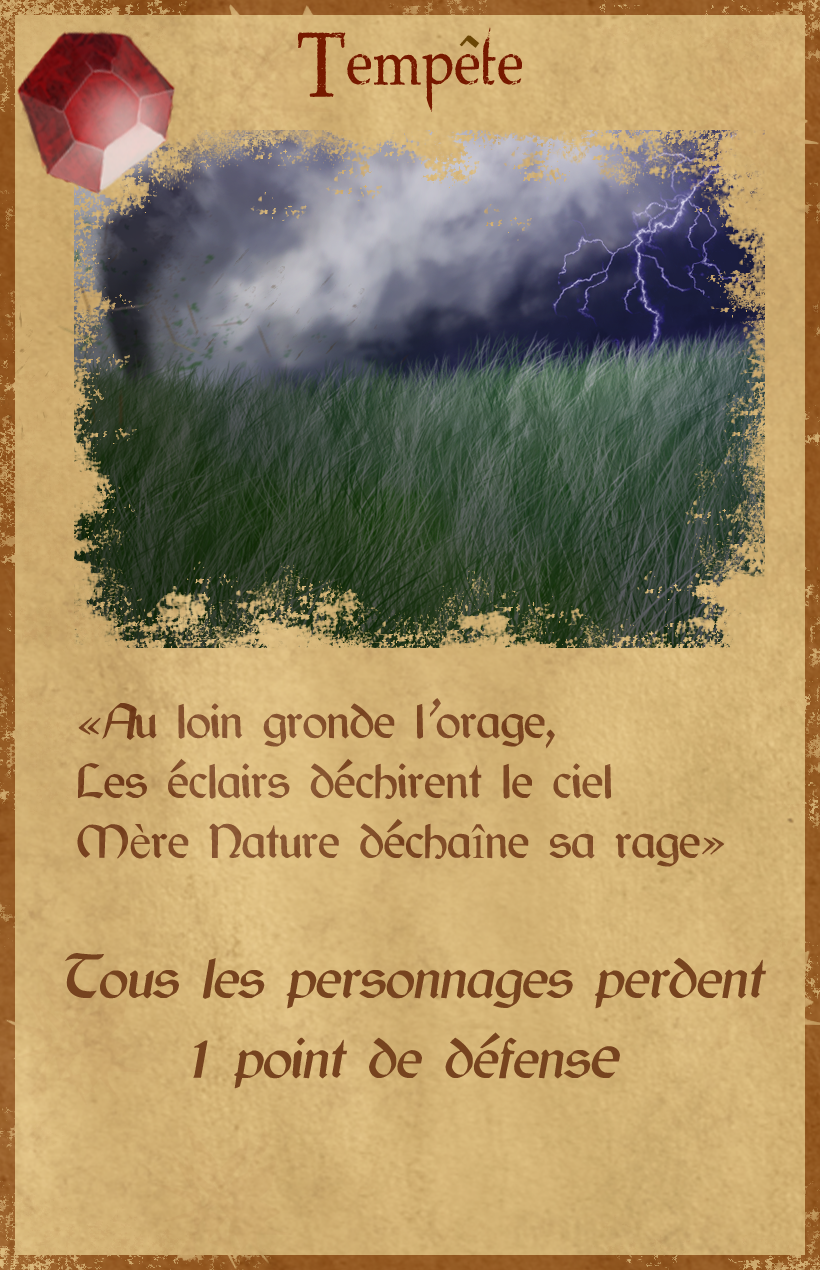 Tempête
«Au loin gronde l'orage,
Les éclairs déchirent le ciel
Mère Nature déchaîne sa rage»
Tous les personnages perdent
1 point de défense